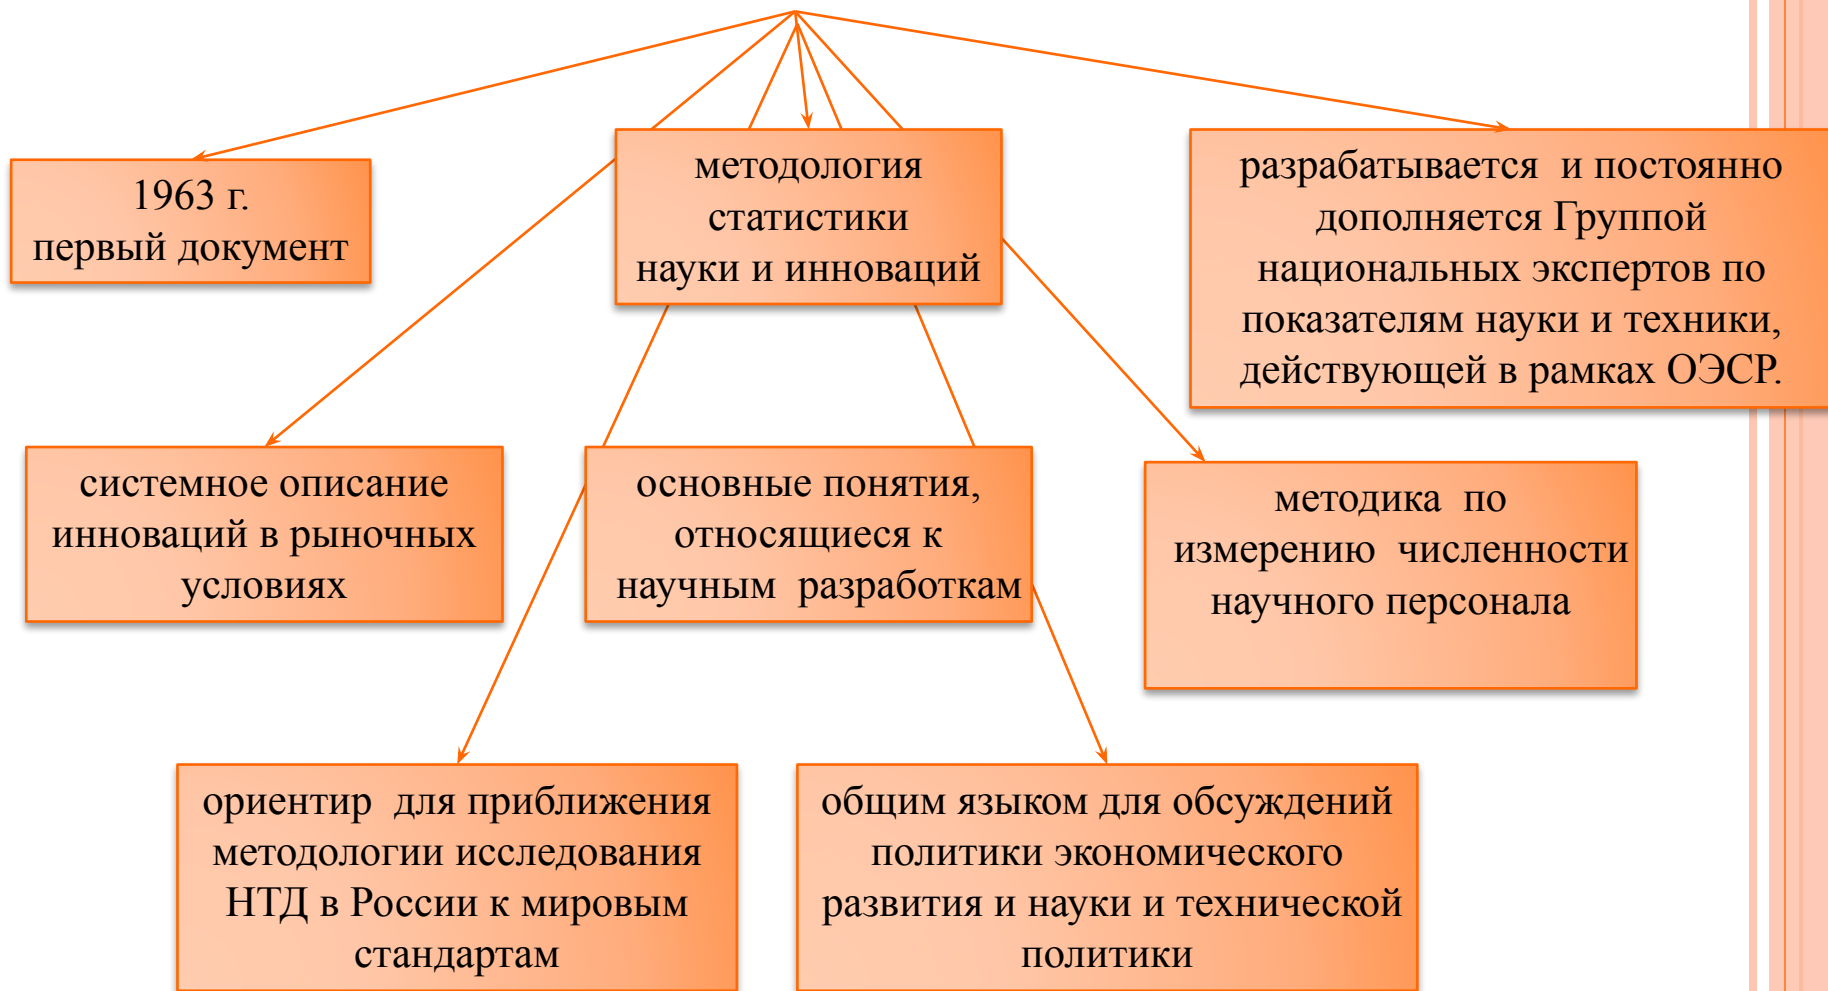 1963 г.
первый документ
методология
статистики
науки и инноваций
разрабатывается и постоянно
дополняется Группой
национальных экспертов по
показателям науки и техники,
действующей в рамках ОЭСР.
системное описание
инноваций в рыночных
условиях
основные понятия,
относящиеся к
научным разработкам
методика по
измерению численности
научного персонала
ориентир для приближения
методологии исследования
НТД в России к мировым
стандартам
общим языком для обсуждений
политики экономического
развития и науки и технической
политики